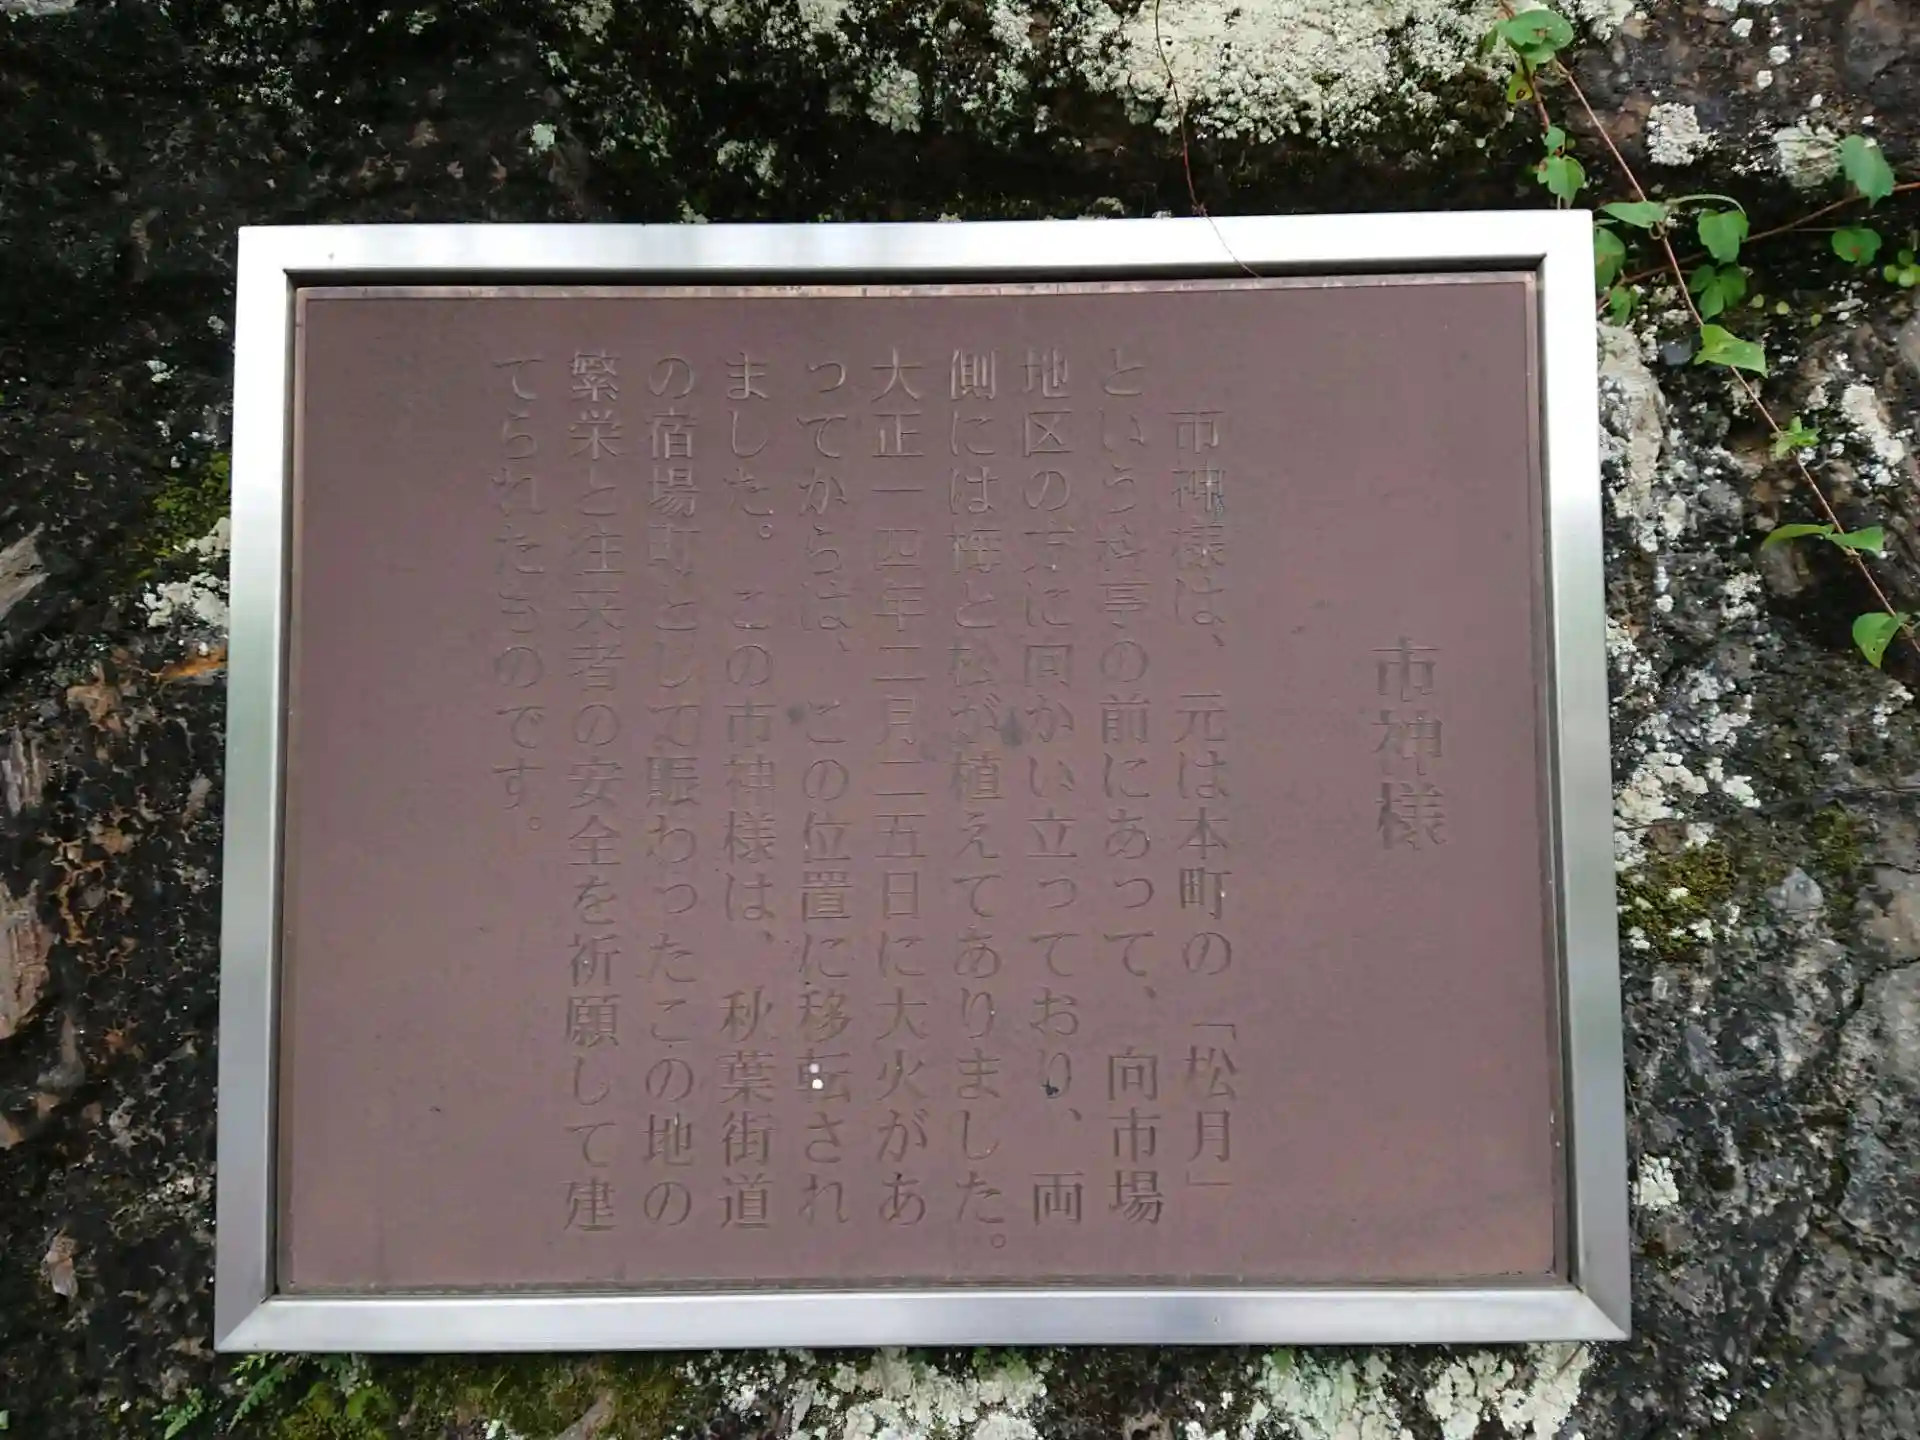 市神様
市神様は、元は本町の「松月」
という料亭の前にあって、向市場
地区の方に向かい立っており、両
側には梅と松が植えてありました。
大正一四年二月二五日に大火があ
ってからは、この位置に移転され
ました。この市神様は、秋葉街道
の宿場町として賑わったこの地の
繁栄と往来者の安全を祈願して建
てられたものです。